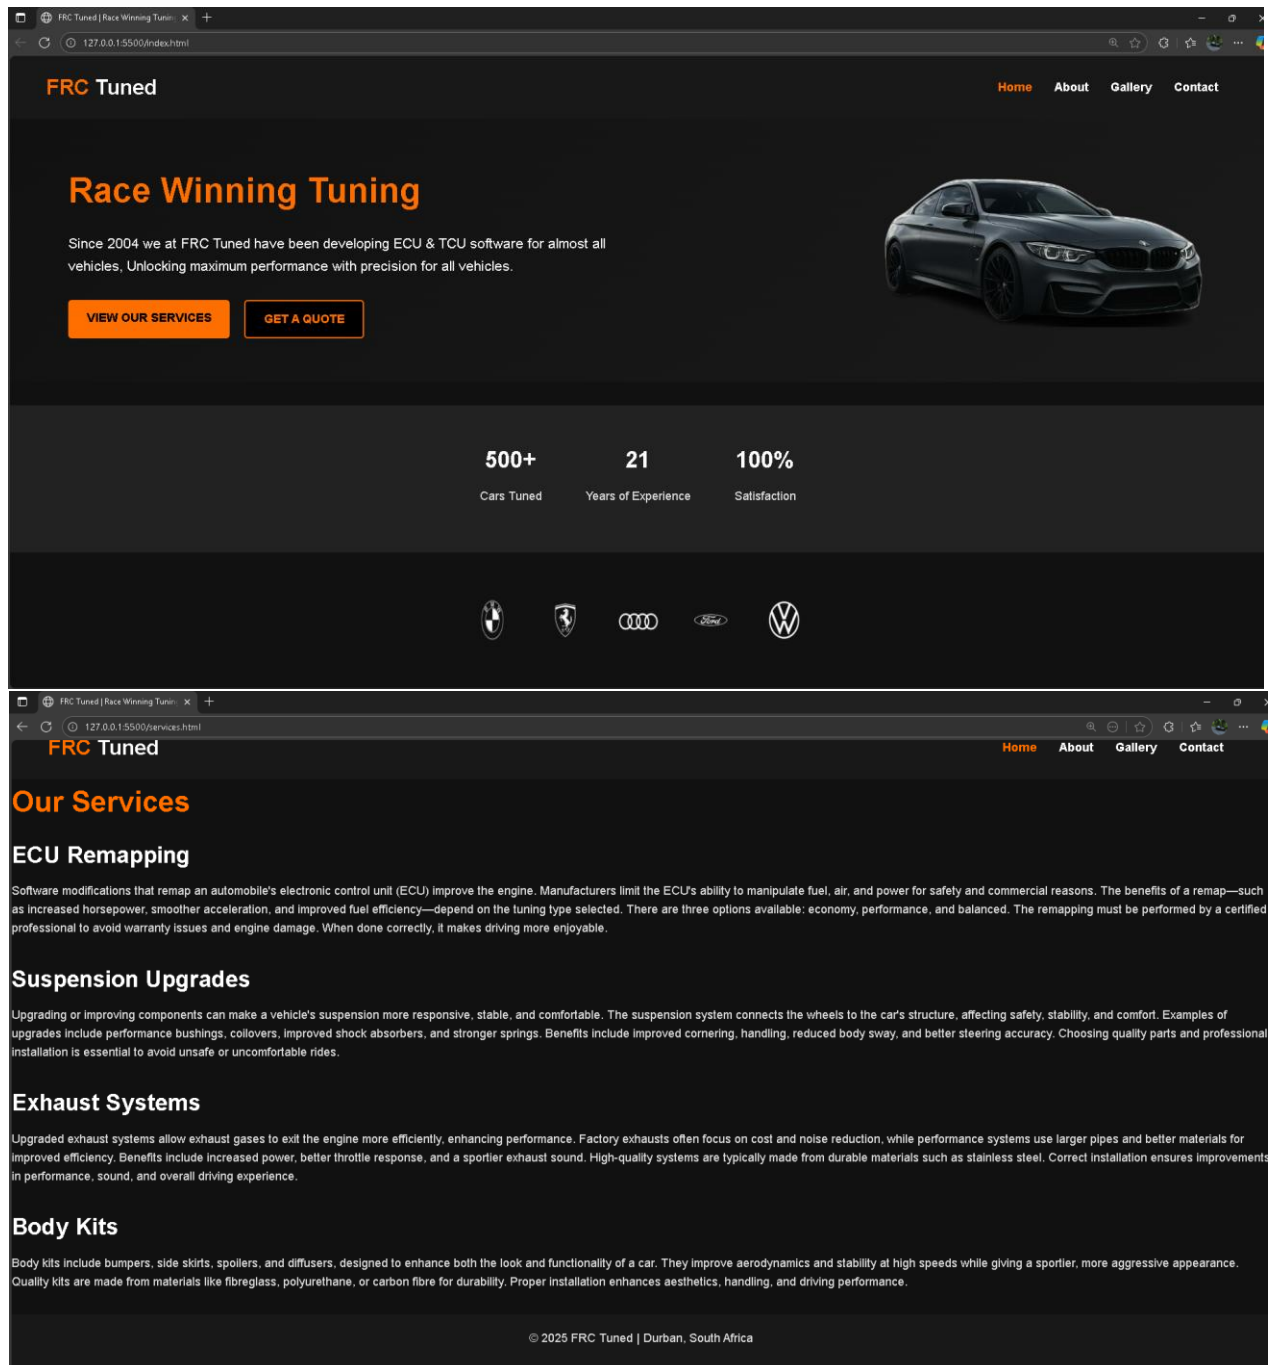 FRC Tuned | Race Winning Tunin
127.0.0.1:5500/index.html
FRC Tuned
Home About Gallery Contact
Race Winning Tuning
Since 2004 we at FRC Tuned have been developing ECU & TCU software for almost all
vehicles, Unlocking maximum performance with precision for all vehicles.
VIEW OUR SERVICES GET A QUOTE
500+ 21 100%
Cars Tuned Years of Experience Satisfaction
Ford
FRC Tuned | Race Winning Tunin
127.0.0.1:5500/services.html
FRC Tuned
Home About Gallery Contact
Our Services
ECU Remapping
Software modifications that remap an automobile's electronic control unit (ECU) improve the engine. Manufacturers limit the ECU's ability to manipulate fuel, air, and power for safety and commercial reasons. The benefits of a remap—such
as increased horsepower, smoother acceleration, and improved fuel efficiency—depend on the tuning type selected. There are three options available: economy, performance, and balanced. The remapping must be performed by a certified
professional to avoid warranty issues and engine damage. When done correctly, it makes driving more enjoyable.
Suspension Upgrades
Upgrading or improving components can make a vehicle's suspension more responsive, stable, and comfortable. The suspension system connects the wheels to the car's structure, affecting safety, stability, and comfort. Examples of
upgrades include performance bushings, coilovers, improved shock absorbers, and stronger springs. Benefits include improved cornering, handling, reduced body sway, and better steering accuracy. Choosing quality parts and professional
installation is essential to avoid unsafe or uncomfortable rides.
Exhaust Systems
Upgraded exhaust systems allow exhaust gases to exit the engine more efficiently, enhancing performance. Factory exhausts often focus on cost and noise reduction, while performance systems use larger pipes and better materials for
improved efficiency. Benefits include increased power, better throttle response, and a sportier exhaust sound. High-quality systems are typically made from durable materials such as stainless steel. Correct installation ensures improvements
in performance, sound, and overall driving experience.
Body Kits
Body kits include bumpers, side skirts, spoilers, and diffusers, designed to enhance both the look and functionality of a car. They improve aerodynamics and stability at high speeds while giving a sportier, more aggressive appearance.
Quality kits are made from materials like fibreglass, polyurethane, or carbon fibre for durability. Proper installation enhances aesthetics, handling, and driving performance.
© 2025 FRC Tuned | Durban, South Africa